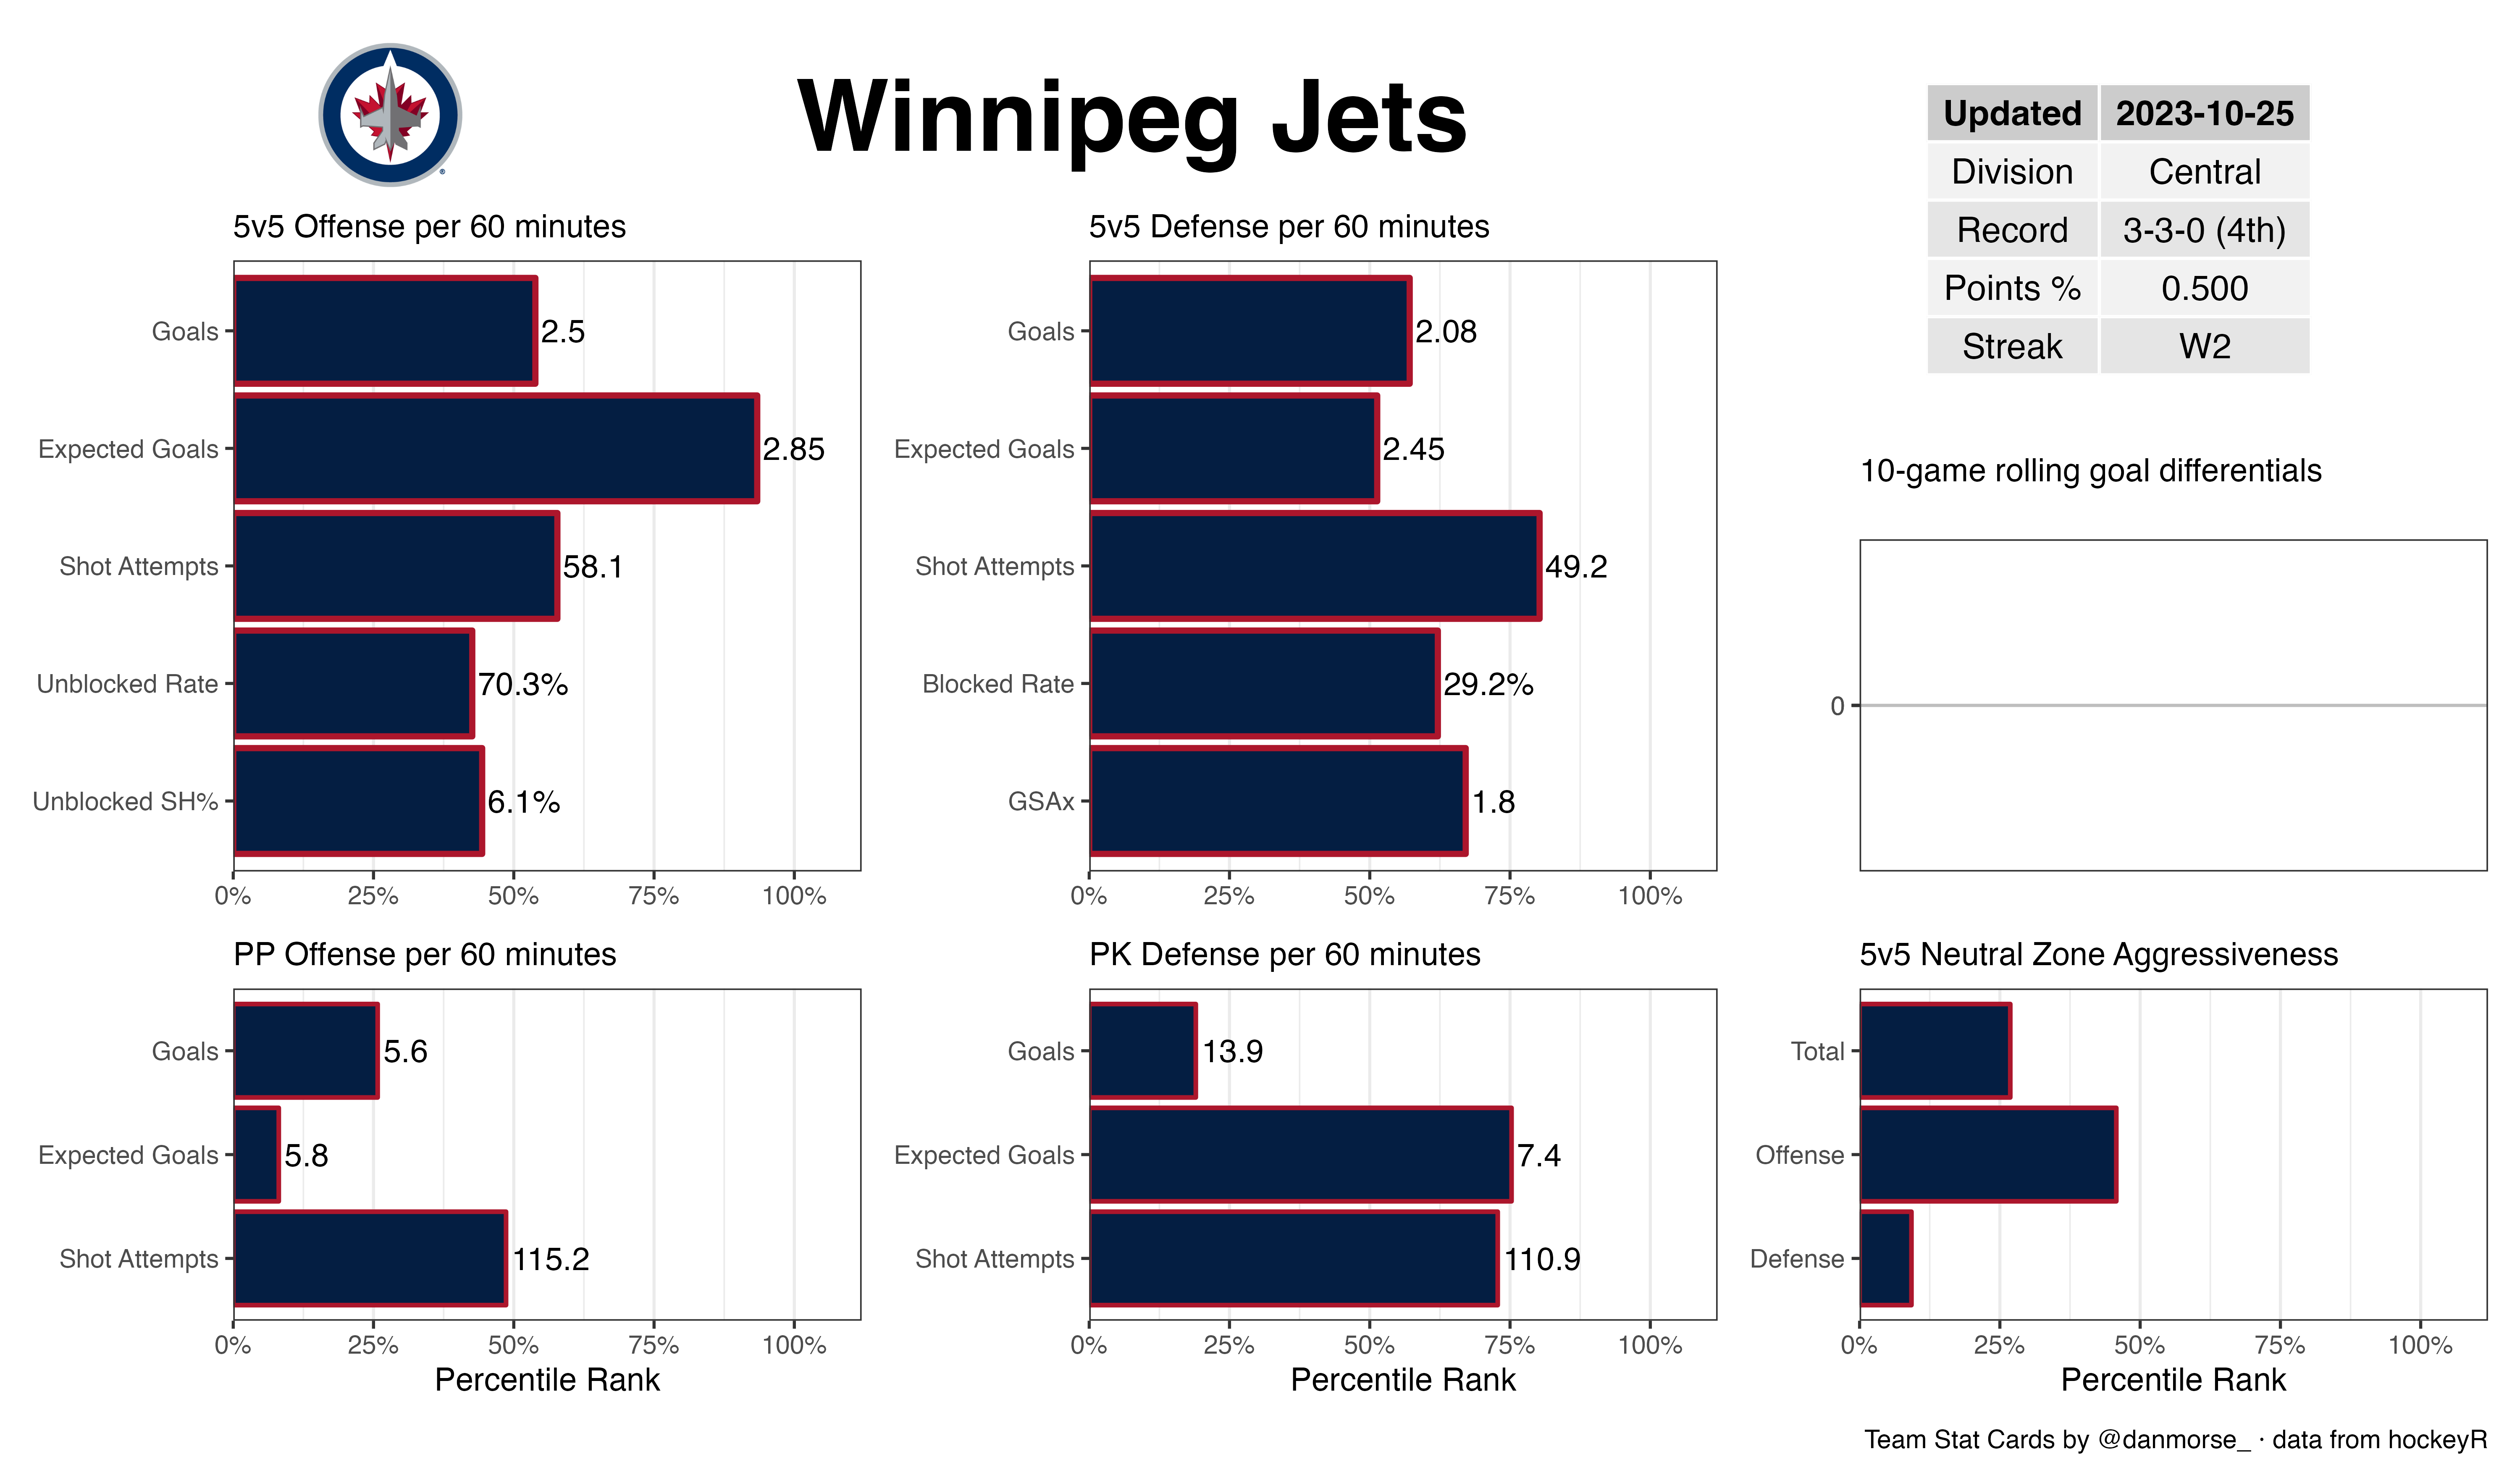 Winnipeg Jets
Updated 2023-10-25
Division Central
Record 3-3-0 (4th)
Points % 0.500
Streak W2
5v5 Offense per 60 minutes
Goals 2.5
Expected Goals 2.85
Shot Attempts 58.1
Unblocked Rate 70.3%
Unblocked SH% 6.1%
0% 25% 50% 75% 100%
5v5 Defense per 60 minutes
Goals 2.08
Expected Goals 2.45
Shot Attempts 49.2
Blocked Rate 29.2%
GSAx 1.8
0% 25% 50% 75% 100%
10-game rolling goal differentials
0
PP Offense per 60 minutes
Goals 5.6
Expected Goals 5.8
Shot Attempts 115.2
0% 25% 50% 75% 100%
Percentile Rank
PK Defense per 60 minutes
Goals 13.9
Expected Goals 7.4
Shot Attempts 110.9
0% 25% 50% 75% 100%
Percentile Rank
5v5 Neutral Zone Aggressiveness
Total
Offense
Defense
0% 25% 50% 75% 100%
Percentile Rank
Team Stat Cards by @danmorse_ · data from hockeyR